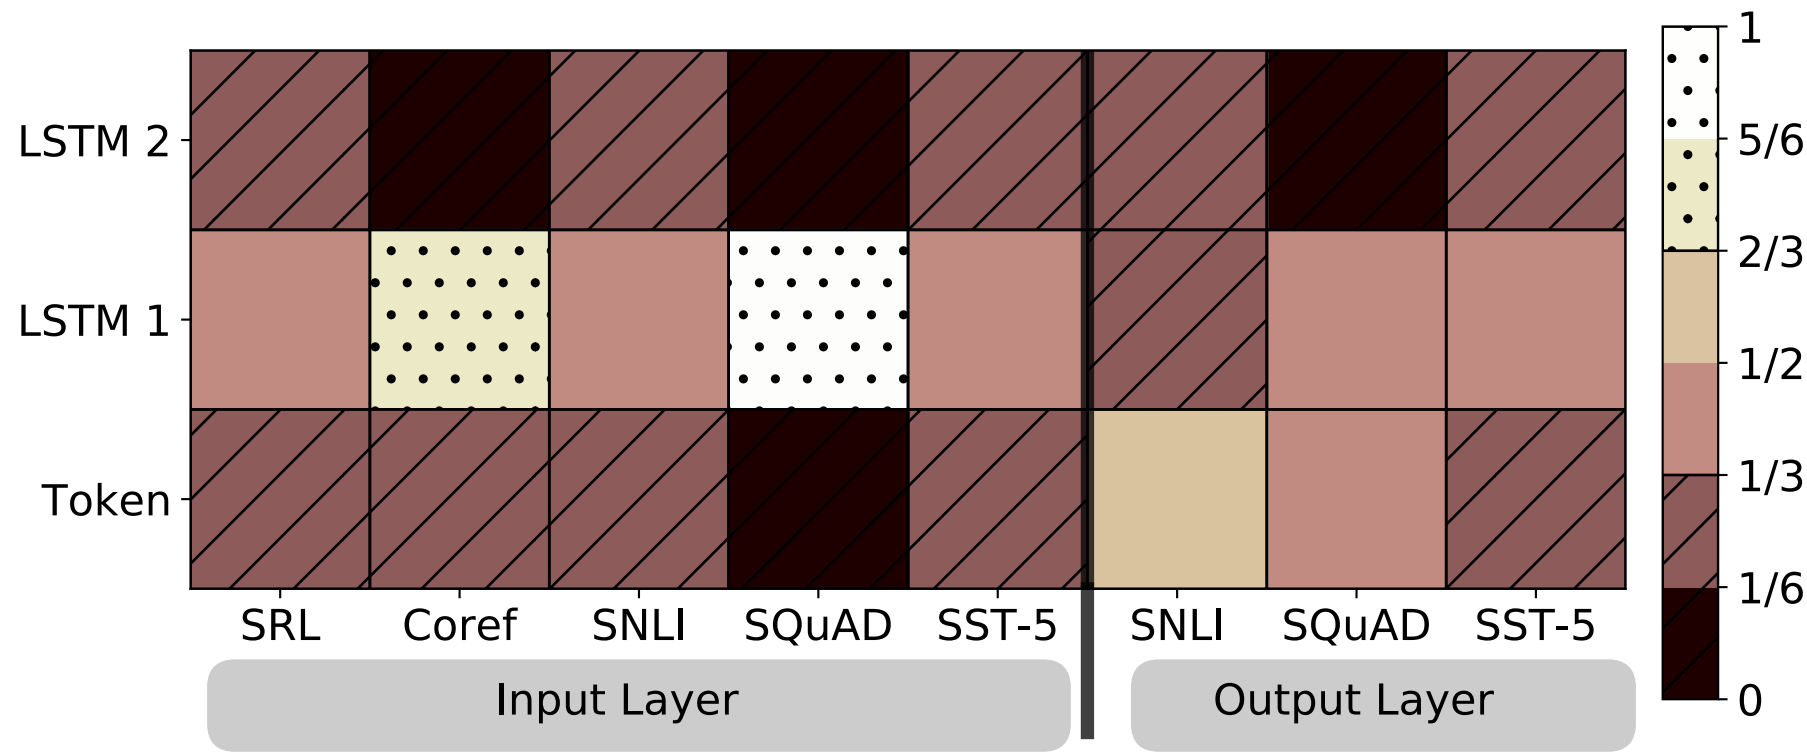 LSTM 2
LSTM 1
Token
SRL Coref SNLI SQuAD SST-5 SNLI SQuAD SST-5
Input Layer Output Layer
1
5/6
2/3
1/2
1/3
1/6
0